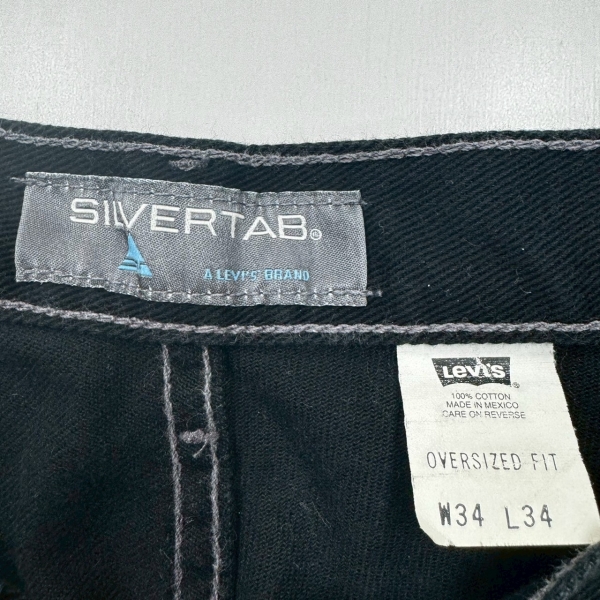 SILVERTAB®
A LEVI'S® BRAND
LEVI'S®
100% COTTON
MADE IN MEXICO
CARE ON REVERSE
OVERSIZED FIT
W34 L34